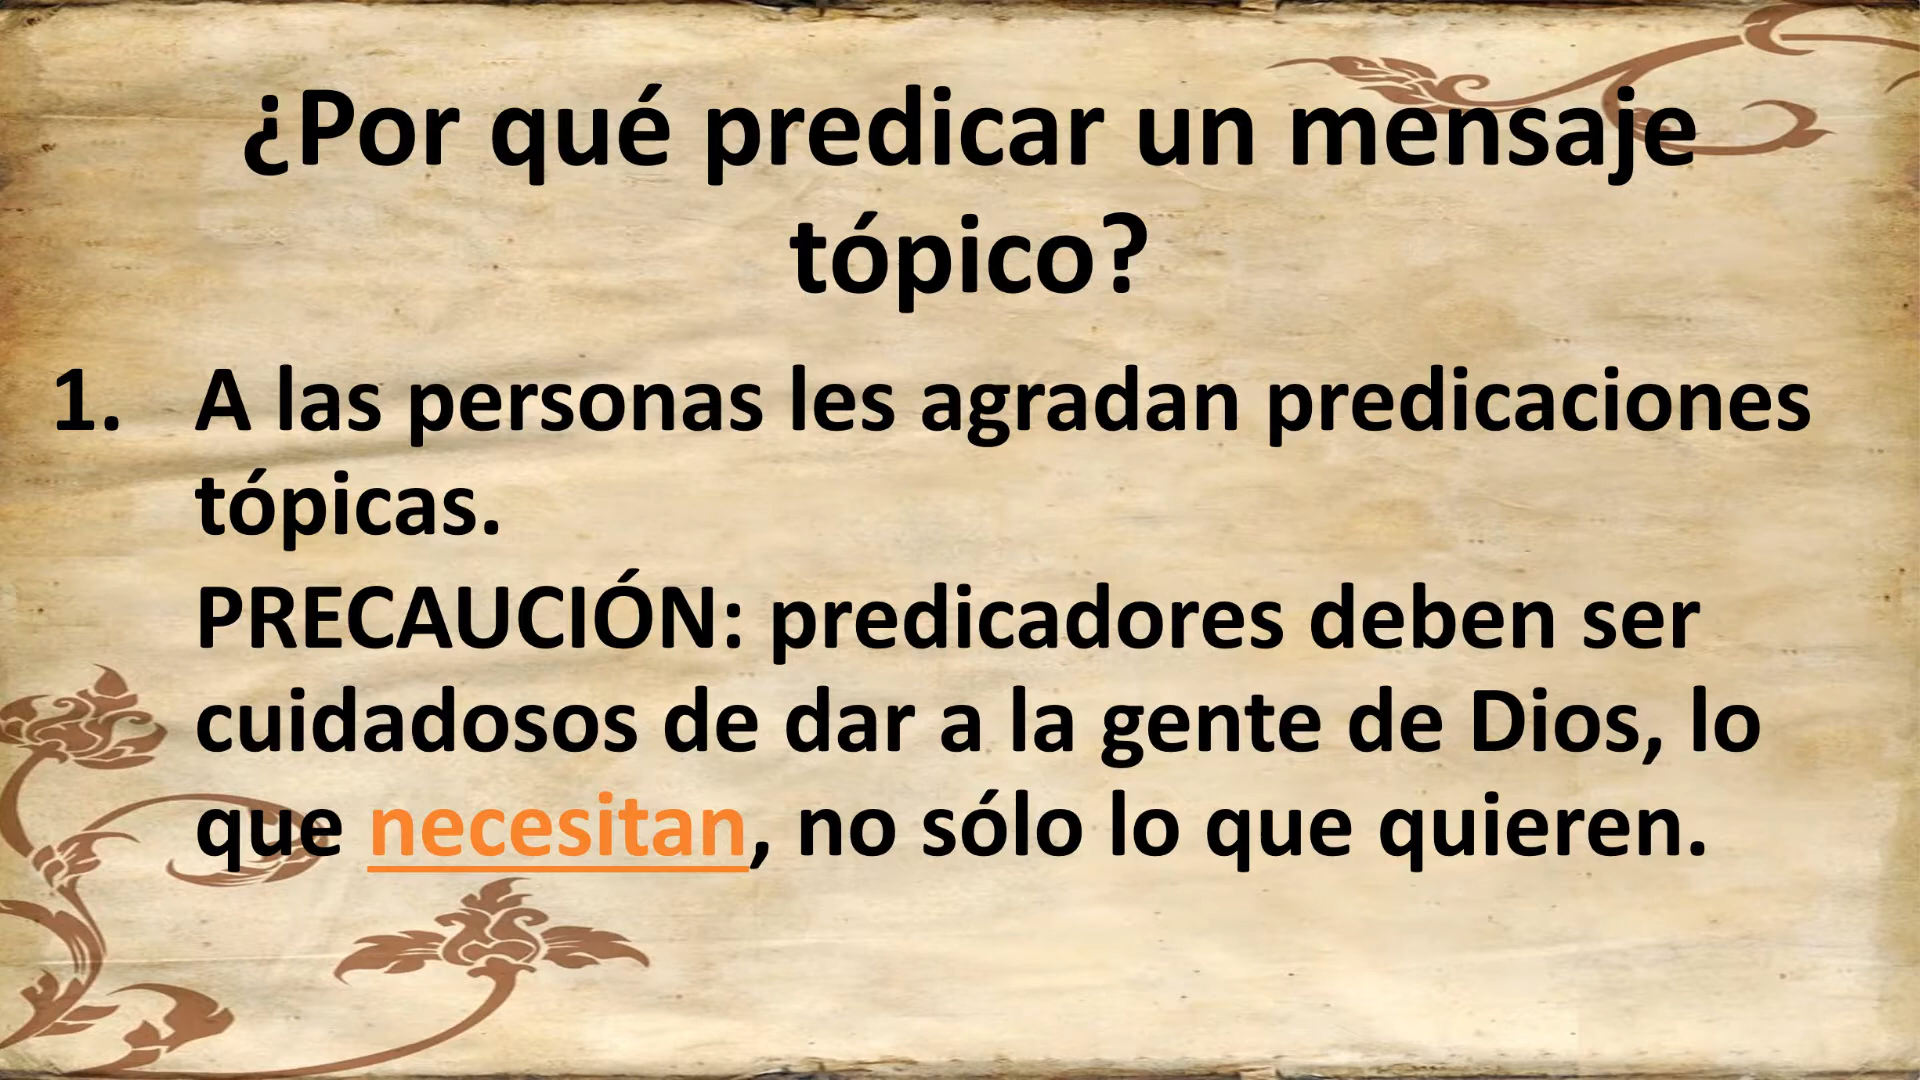 ¿Por qué predicar un mensaje
tópico?
1. A las personas les agradan predicaciones
tópicas.
PRECAUCIÓN: predicadores deben ser
cuidadosos de dar a la gente de Dios, lo
que necesitan, no sólo lo que quieren.